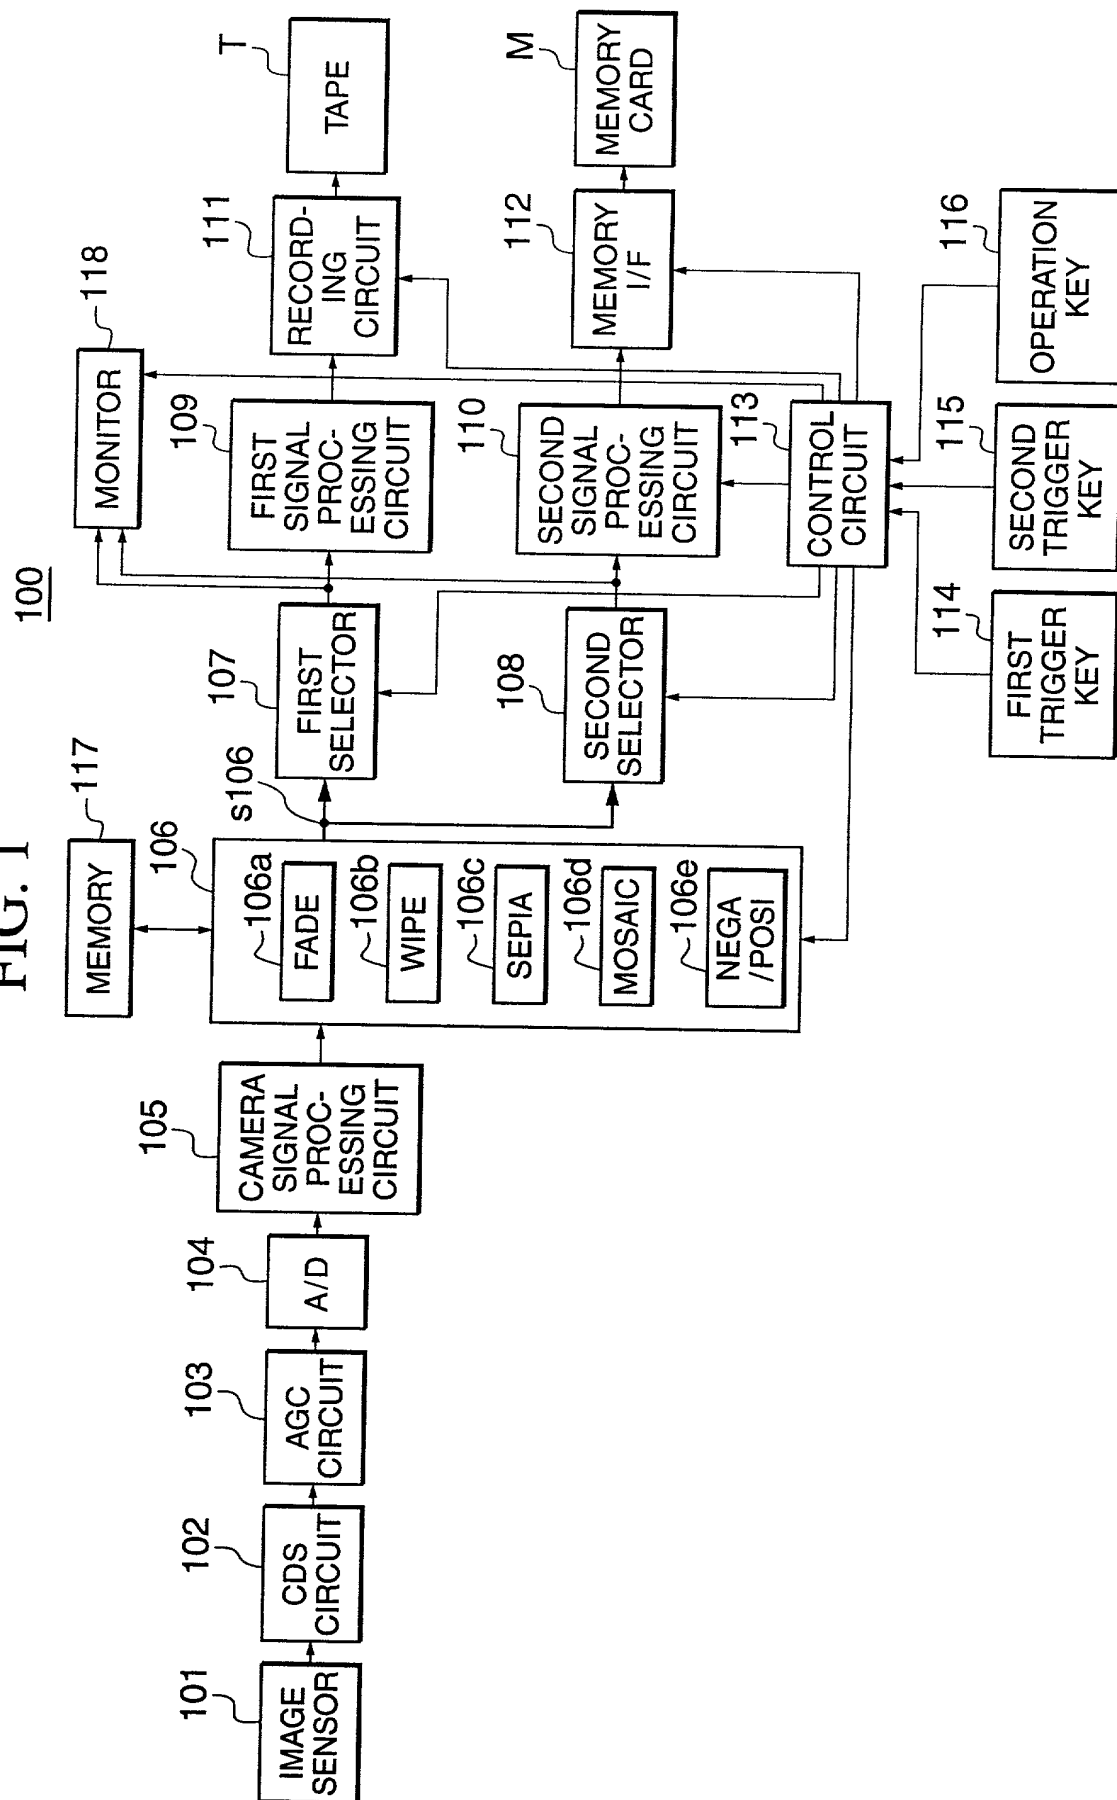 FIG. 1
100
101
IMAGE
SENSOR
102
CDS
CIRCUIT
103
AGC
CIRCUIT
104
A/D
105
CAMERA
SIGNAL
PROC-
ESSING
CIRCUIT
117
MEMORY
106
106a
FADE
106b
WIPE
106c
SEPIA
106d
MOSAIC
106e
NEGA
/POSI
s106
107
FIRST
SELECTOR
108
SECOND
SELECTOR
118
MONITOR
109
FIRST
SIGNAL
PROC-
ESSING
CIRCUIT
110
SECOND
SIGNAL
PROC-
ESSING
CIRCUIT
111
RECORD-
ING
CIRCUIT
T
TAPE
112
MEMORY
I/F
M
MEMORY
CARD
113
CONTROL
CIRCUIT
114
FIRST
TRIGGER
KEY
115
SECOND
TRIGGER
KEY
116
OPERATION
KEY